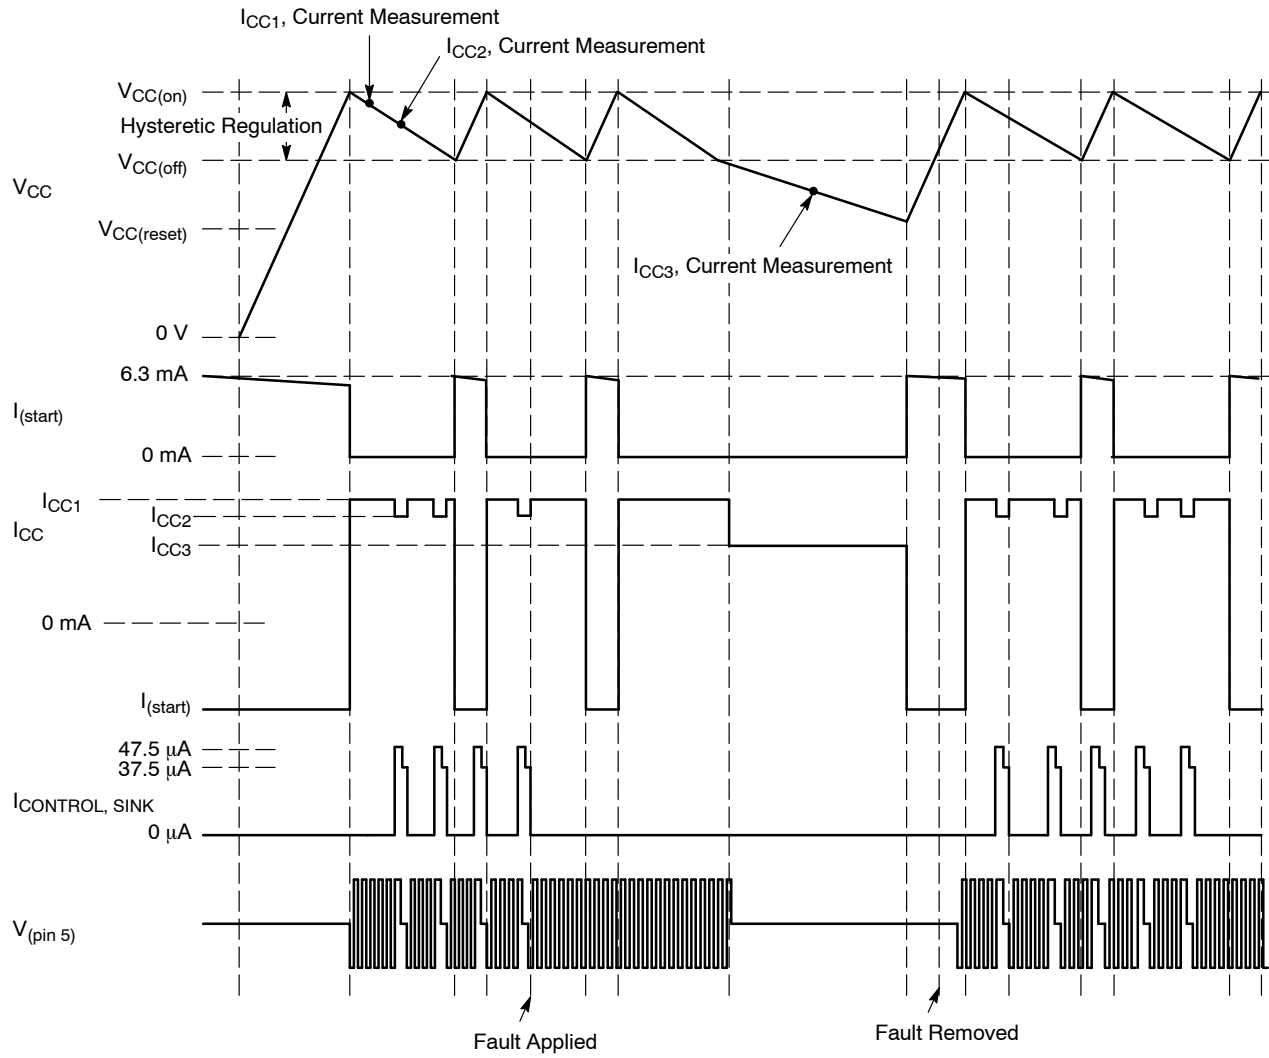 ICC1, Current Measurement
ICC2, Current Measurement
VCC(on)
Hysteretic Regulation
VCC(off)
VCC
VCC(reset)
ICC3, Current Measurement
0 V
6.3 mA
I(start)
0 mA
ICC1
ICC2
ICC
ICC3
0 mA
I(start)
47.5 µA
37.5 µA
ICONTROL, SINK
0 µA
V(pin 5)
Fault Applied
Fault Removed